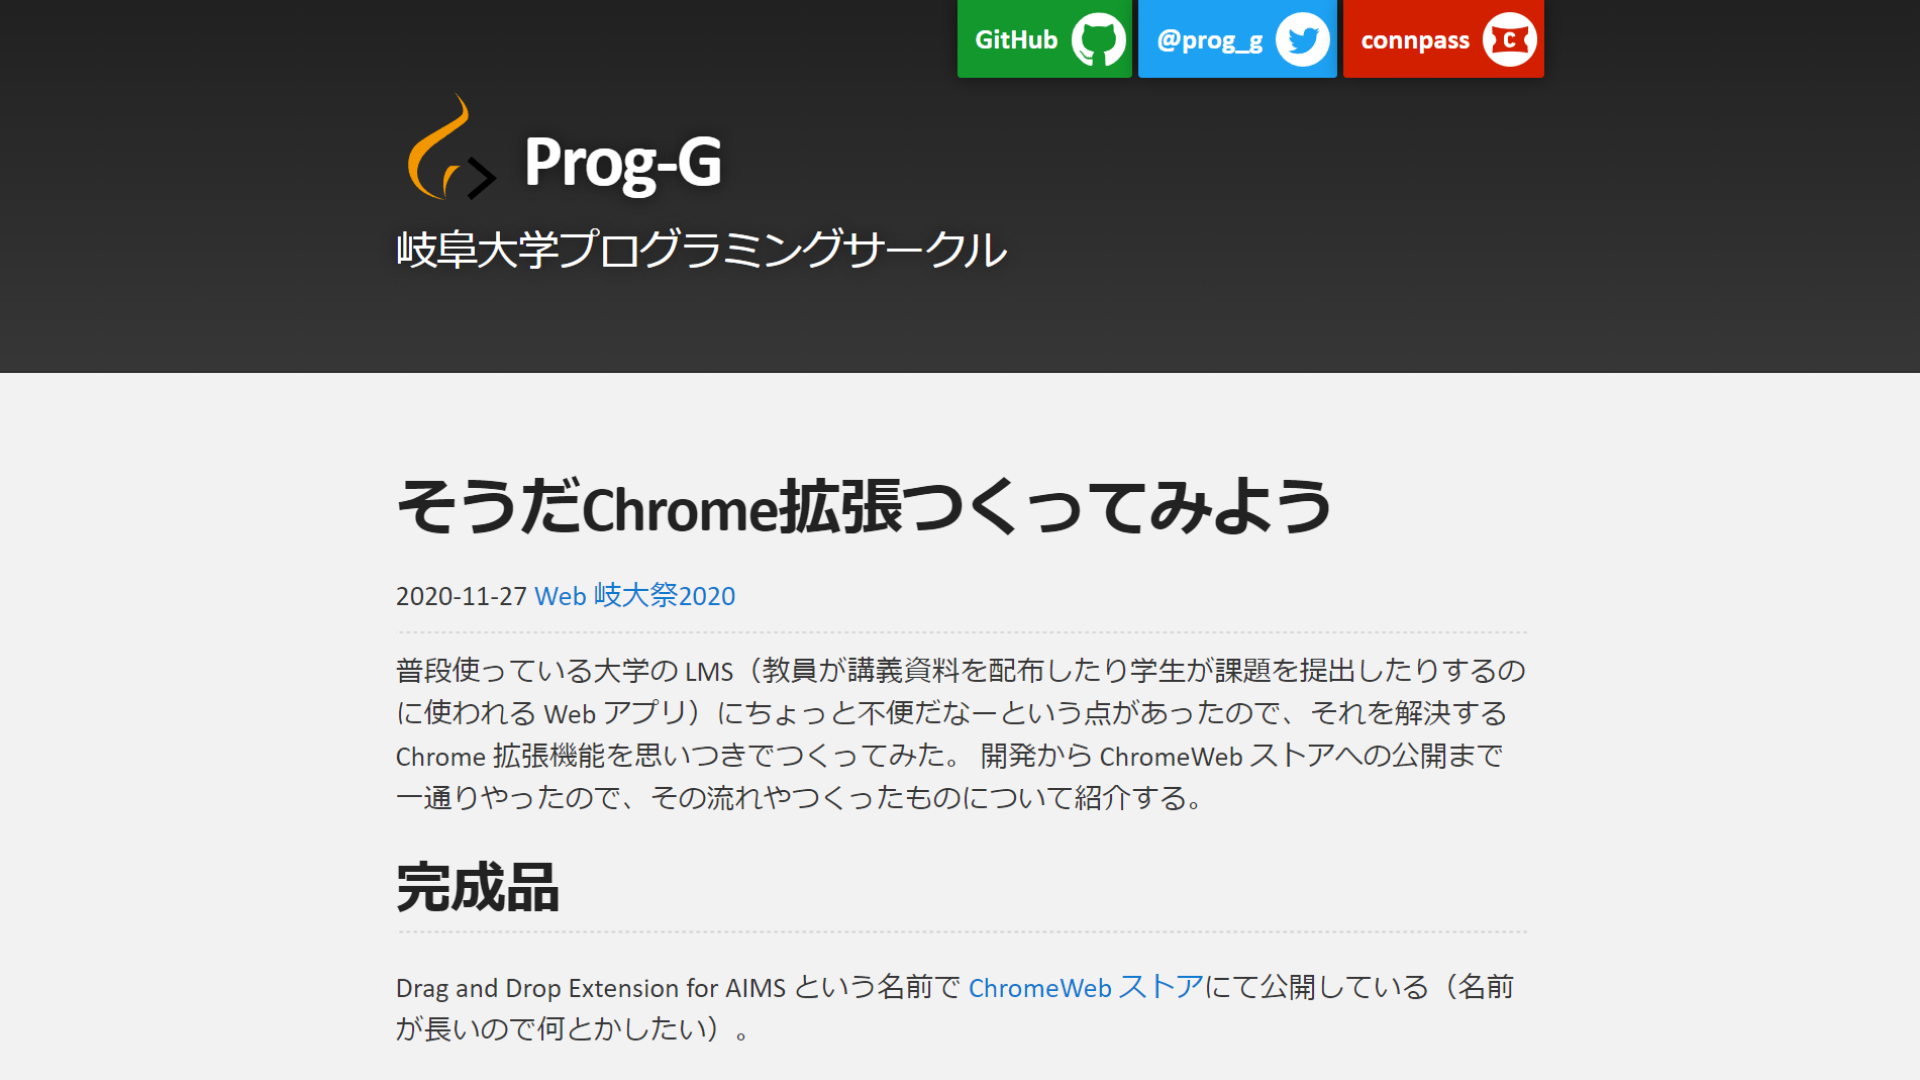 GitHub @prog_g connpass
Prog-G
岐阜大学プログラミングサークル
そうだChrome拡張つくってみよう
2020-11-27 Web 岐大祭2020
普段使っている大学の LMS（教員が講義資料を配布したり学生が課題を提出したりするの
に使われる Web アプリ）にちょっと不便だなーという点があったので、それを解決する
Chrome 拡張機能を思いつきでつくってみた。 開発から ChromeWeb ストアへの公開まで
一通りやったので、その流れやつくったものについて紹介する。
完成品
Drag and Drop Extension for AIMS という名前で ChromeWeb ストアにて公開している（名前
が長いので何とかしたい）。